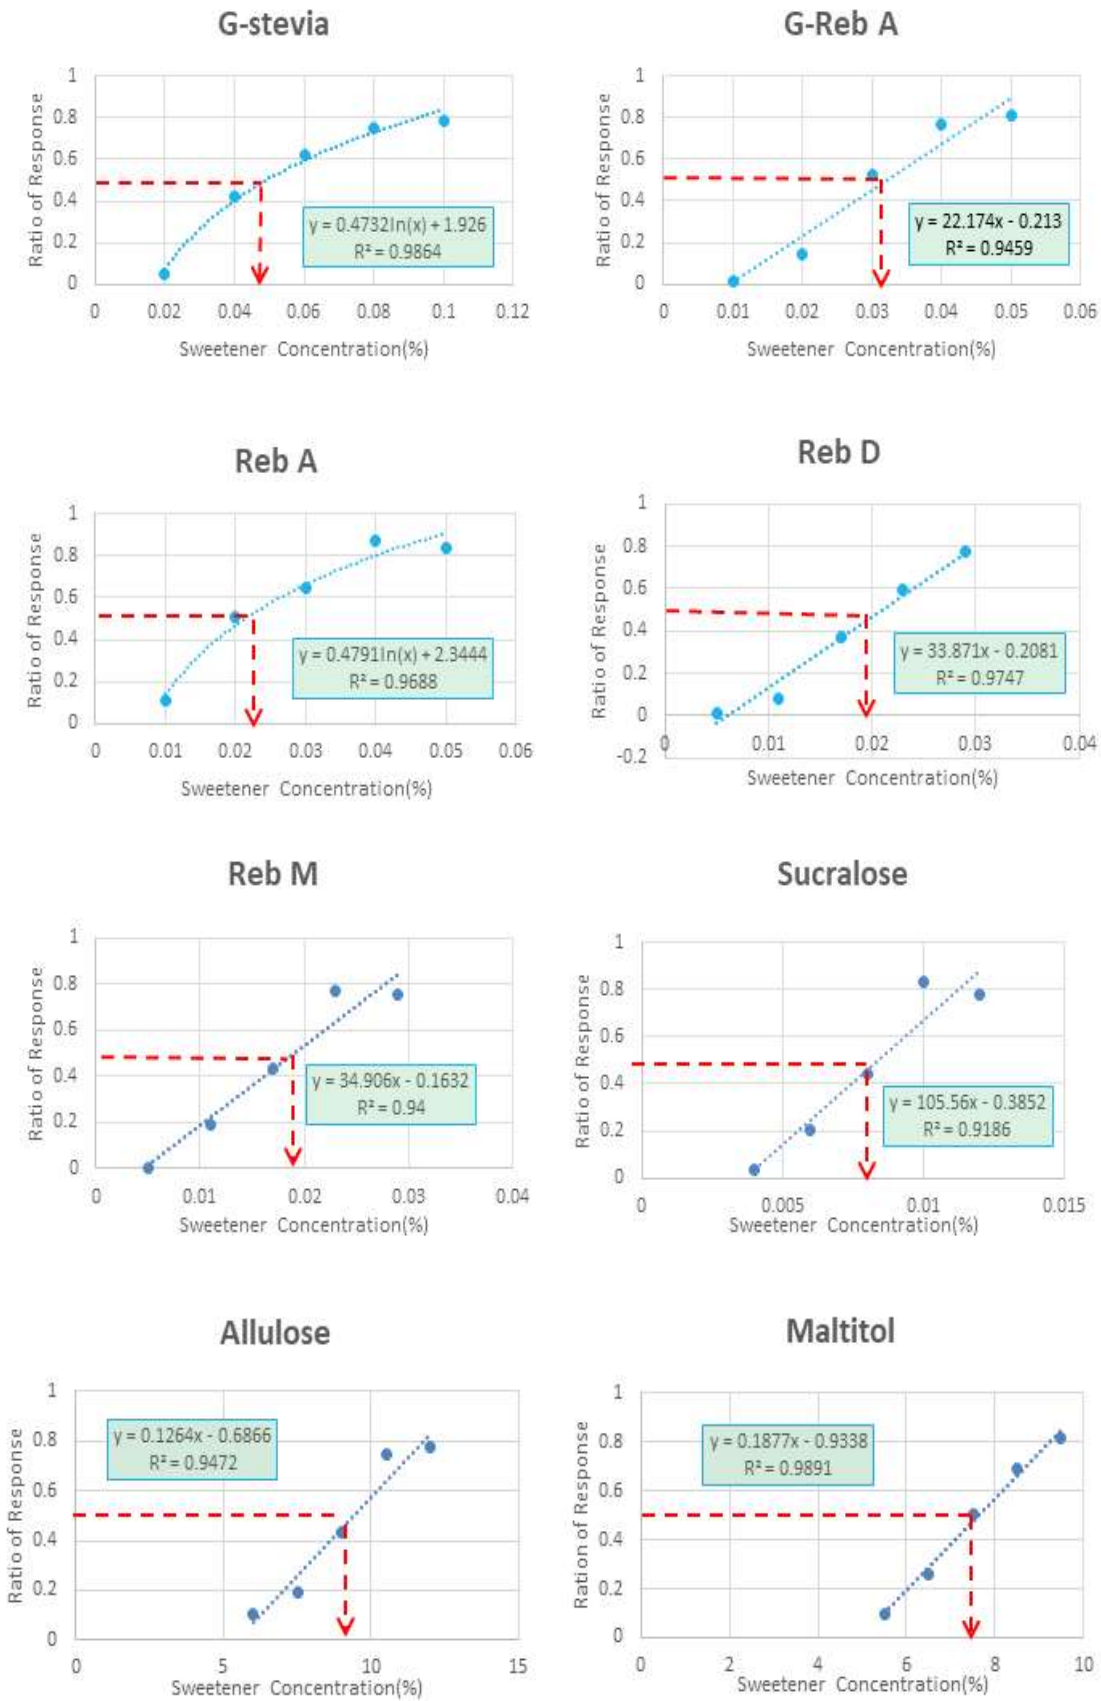 G-stevia
1
0.8
0.6
0.4
0.2
0
Ratio of Response
y = 0.4732ln(x) + 1.926
R² = 0.9864
0 0.02 0.04 0.06 0.08 0.1 0.12
Sweetener Concentration(%)
G-Reb A
1
0.8
0.6
0.4
0.2
0
Ratio of Response
y = 22.174x - 0.213
R² = 0.9459
0 0.01 0.02 0.03 0.04 0.05 0.06
Sweetener Concentration(%)
Reb A
1
0.8
0.6
0.4
0.2
0
Ratio of Response
y = 0.4791ln(x) + 2.3444
R² = 0.9688
0 0.01 0.02 0.03 0.04 0.05 0.06
Sweetener Concentration(%)
Reb D
1
0.8
0.6
0.4
0.2
0
-0.2
Ratio of Response
y = 33.871x - 0.2081
R² = 0.9747
0 0.01 0.02 0.03 0.04
Sweetener Concentration(%)
Reb M
1
0.8
0.6
0.4
0.2
0
Ratio of Response
y = 34.906x - 0.1632
R² = 0.94
0 0.01 0.02 0.03 0.04
Sweetener Concentration(%)
Sucralose
1
0.8
0.6
0.4
0.2
0
Ratio of Response
y = 105.56x - 0.3852
R² = 0.9186
0 0.005 0.01 0.015
Sweetener Concentration(%)
Allulose
1
0.8
0.6
0.4
0.2
0
Ratio of Response
y = 0.1264x - 0.6866
R² = 0.9472
0 5 10 15
Sweetener Concentration(%)
Maltitol
1
0.8
0.6
0.4
0.2
0
Ration of Response
y = 0.1877x - 0.9338
R² = 0.9891
0 2 4 6 8 10
Sweetener Concentration(%)